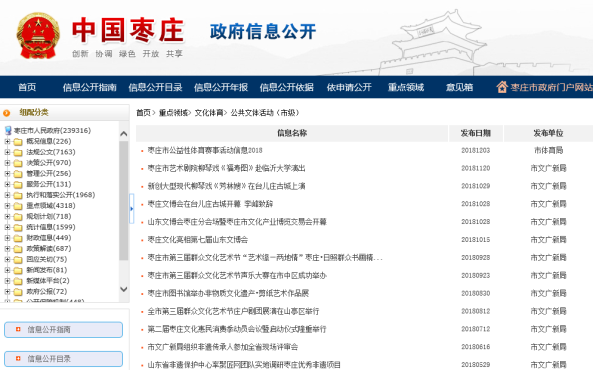 中国枣庄 政府信息公开
创新 协调 绿色 开放 共享
首页 信息公开指南 信息公开目录 信息公开年报 信息公开依据 依申请公开 重点领域 意见箱 枣庄市政府门户网站
组配分类
枣庄市人民政府(239316)
概况信息(226)
法规公文(7163)
决策公开(970)
管理公开(256)
服务公开(131)
执行和落实公开(1968)
重点领域(4318)
规划计划(718)
统计信息(1599)
财政信息(449)
政策解读(687)
回应关切(75)
新闻发布(81)
新媒体平台(2)
政府公报(72)
信息公开指南
信息公开目录
首页> 重点领域> 文化体育> 公共文体活动（市级）
信息名称 发布日期 发布单位
枣庄市公益性体育赛事活动信息2018 20181203 市体育局
枣庄市艺术剧院柳琴戏《福寿图》赴临沂大学演出 20181120 市文广新局
新创大型现代柳琴戏《芳林嫂》在台儿古城上演 20181029 市文广新局
枣庄文博会在台儿古城开幕 李峰致辞 20181028 市文广新局
山东文博会枣庄分会场暨枣庄市文化产业博览交易会开幕 20181028 市文广新局
枣庄文化亮相第七届山东文博会 20181015 市文广新局
枣庄市第三届群众文化艺术节“艺术这一两地情”枣庄·日照群众书画精... 20180928 市文广新局
枣庄市第三届群众文化艺术节声乐大赛在市中区成功举办 20180923 市文广新局
枣庄市图书馆举办非物质文化遗产·剪纸艺术作品展 20180830 市文广新局
全市第三届群众文化艺术节庄户剧团展演在山亭区举行 20180812 市文广新局
第二届枣庄文化惠民消费季动员会议暨启动仪式隆重举行 20180712 市文广新局
市文广新局组织非遗传承人参加全省现场评审会 20180616 市文广新局
山东省非遗保护中心率 团队实地调研枣庄优秀非遗项目 20180529 市文广新局